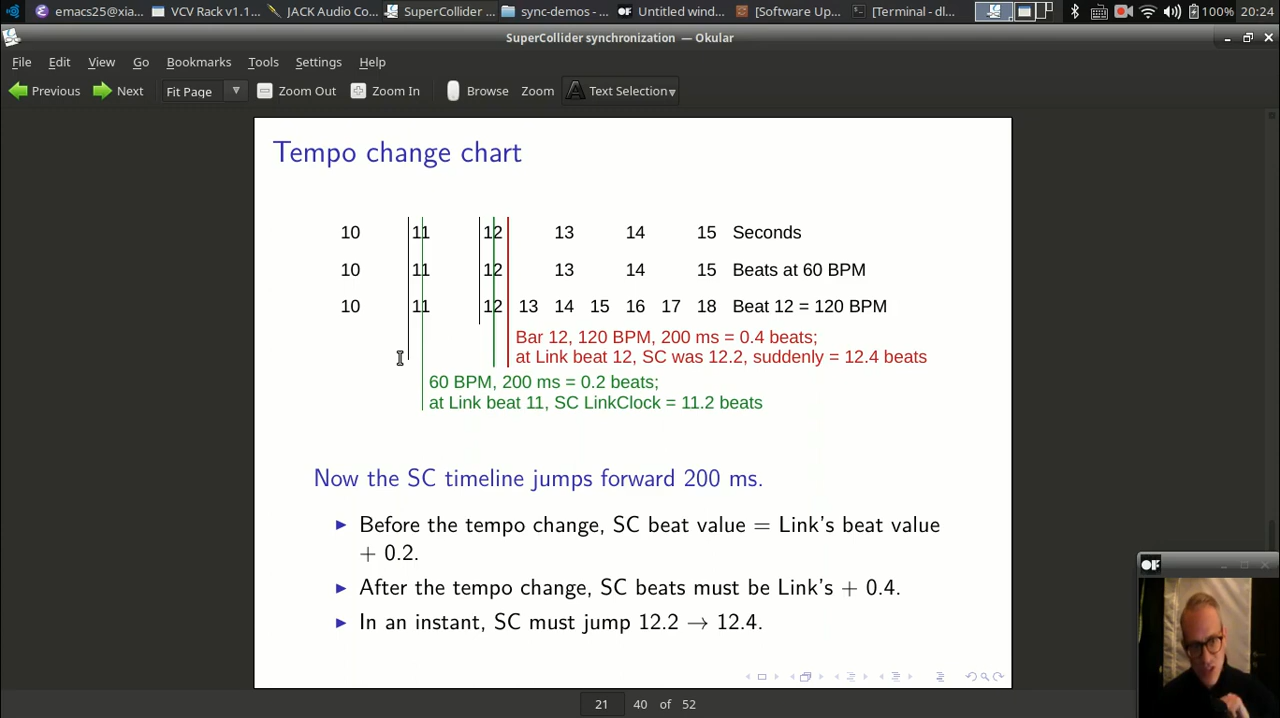 emacs25@xia... VCV Rack v1.1... JACK Audio Co... SuperCollider ... sync-demos - ... Untitled wind... [Software Up... [Terminal - dl... 100% 20:24
SuperCollider synchronization — Okular
File Edit View Go Bookmarks Tools Settings Help
Previous Next Fit Page Zoom Out Zoom In Browse Zoom Text Selection
Tempo change chart
10 11 12 13 14 15 Seconds
10 11 12 13 14 15 Beats at 60 BPM
10 11 12 13 14 15 16 17 18 Beat 12 = 120 BPM
Bar 12, 120 BPM, 200 ms = 0.4 beats;
at Link beat 12, SC was 12.2, suddenly = 12.4 beats
60 BPM, 200 ms = 0.2 beats;
at Link beat 11, SC LinkClock = 11.2 beats
Now the SC timeline jumps forward 200 ms.
Before the tempo change, SC beat value = Link's beat value
+ 0.2.
After the tempo change, SC beats must be Link's + 0.4.
In an instant, SC must jump 12.2 → 12.4.
21 40 of 52